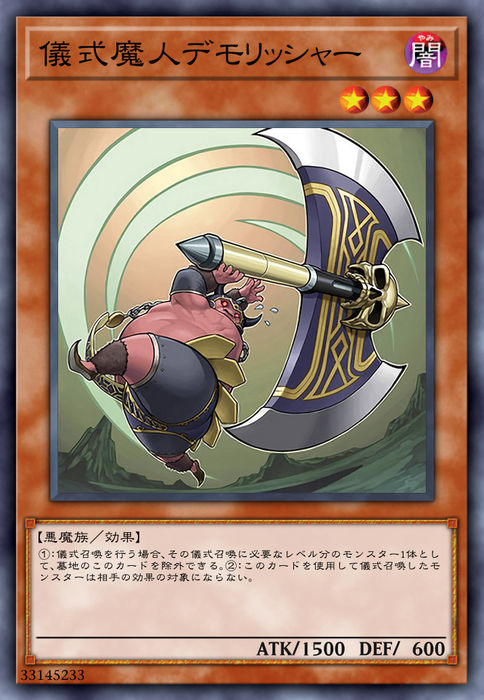 儀式魔人デモリッシャー
やみ
闇
【悪魔族／効果】
①：儀式召喚を行う場合、その儀式召喚に必要なレベル分のモンスター1体とし
て、墓地のこのカードを除外できる。②：このカードを使用して儀式召喚したモ
ンスターは相手の効果の対象にならない。
ATK/1500 DEF/ 600
33145233